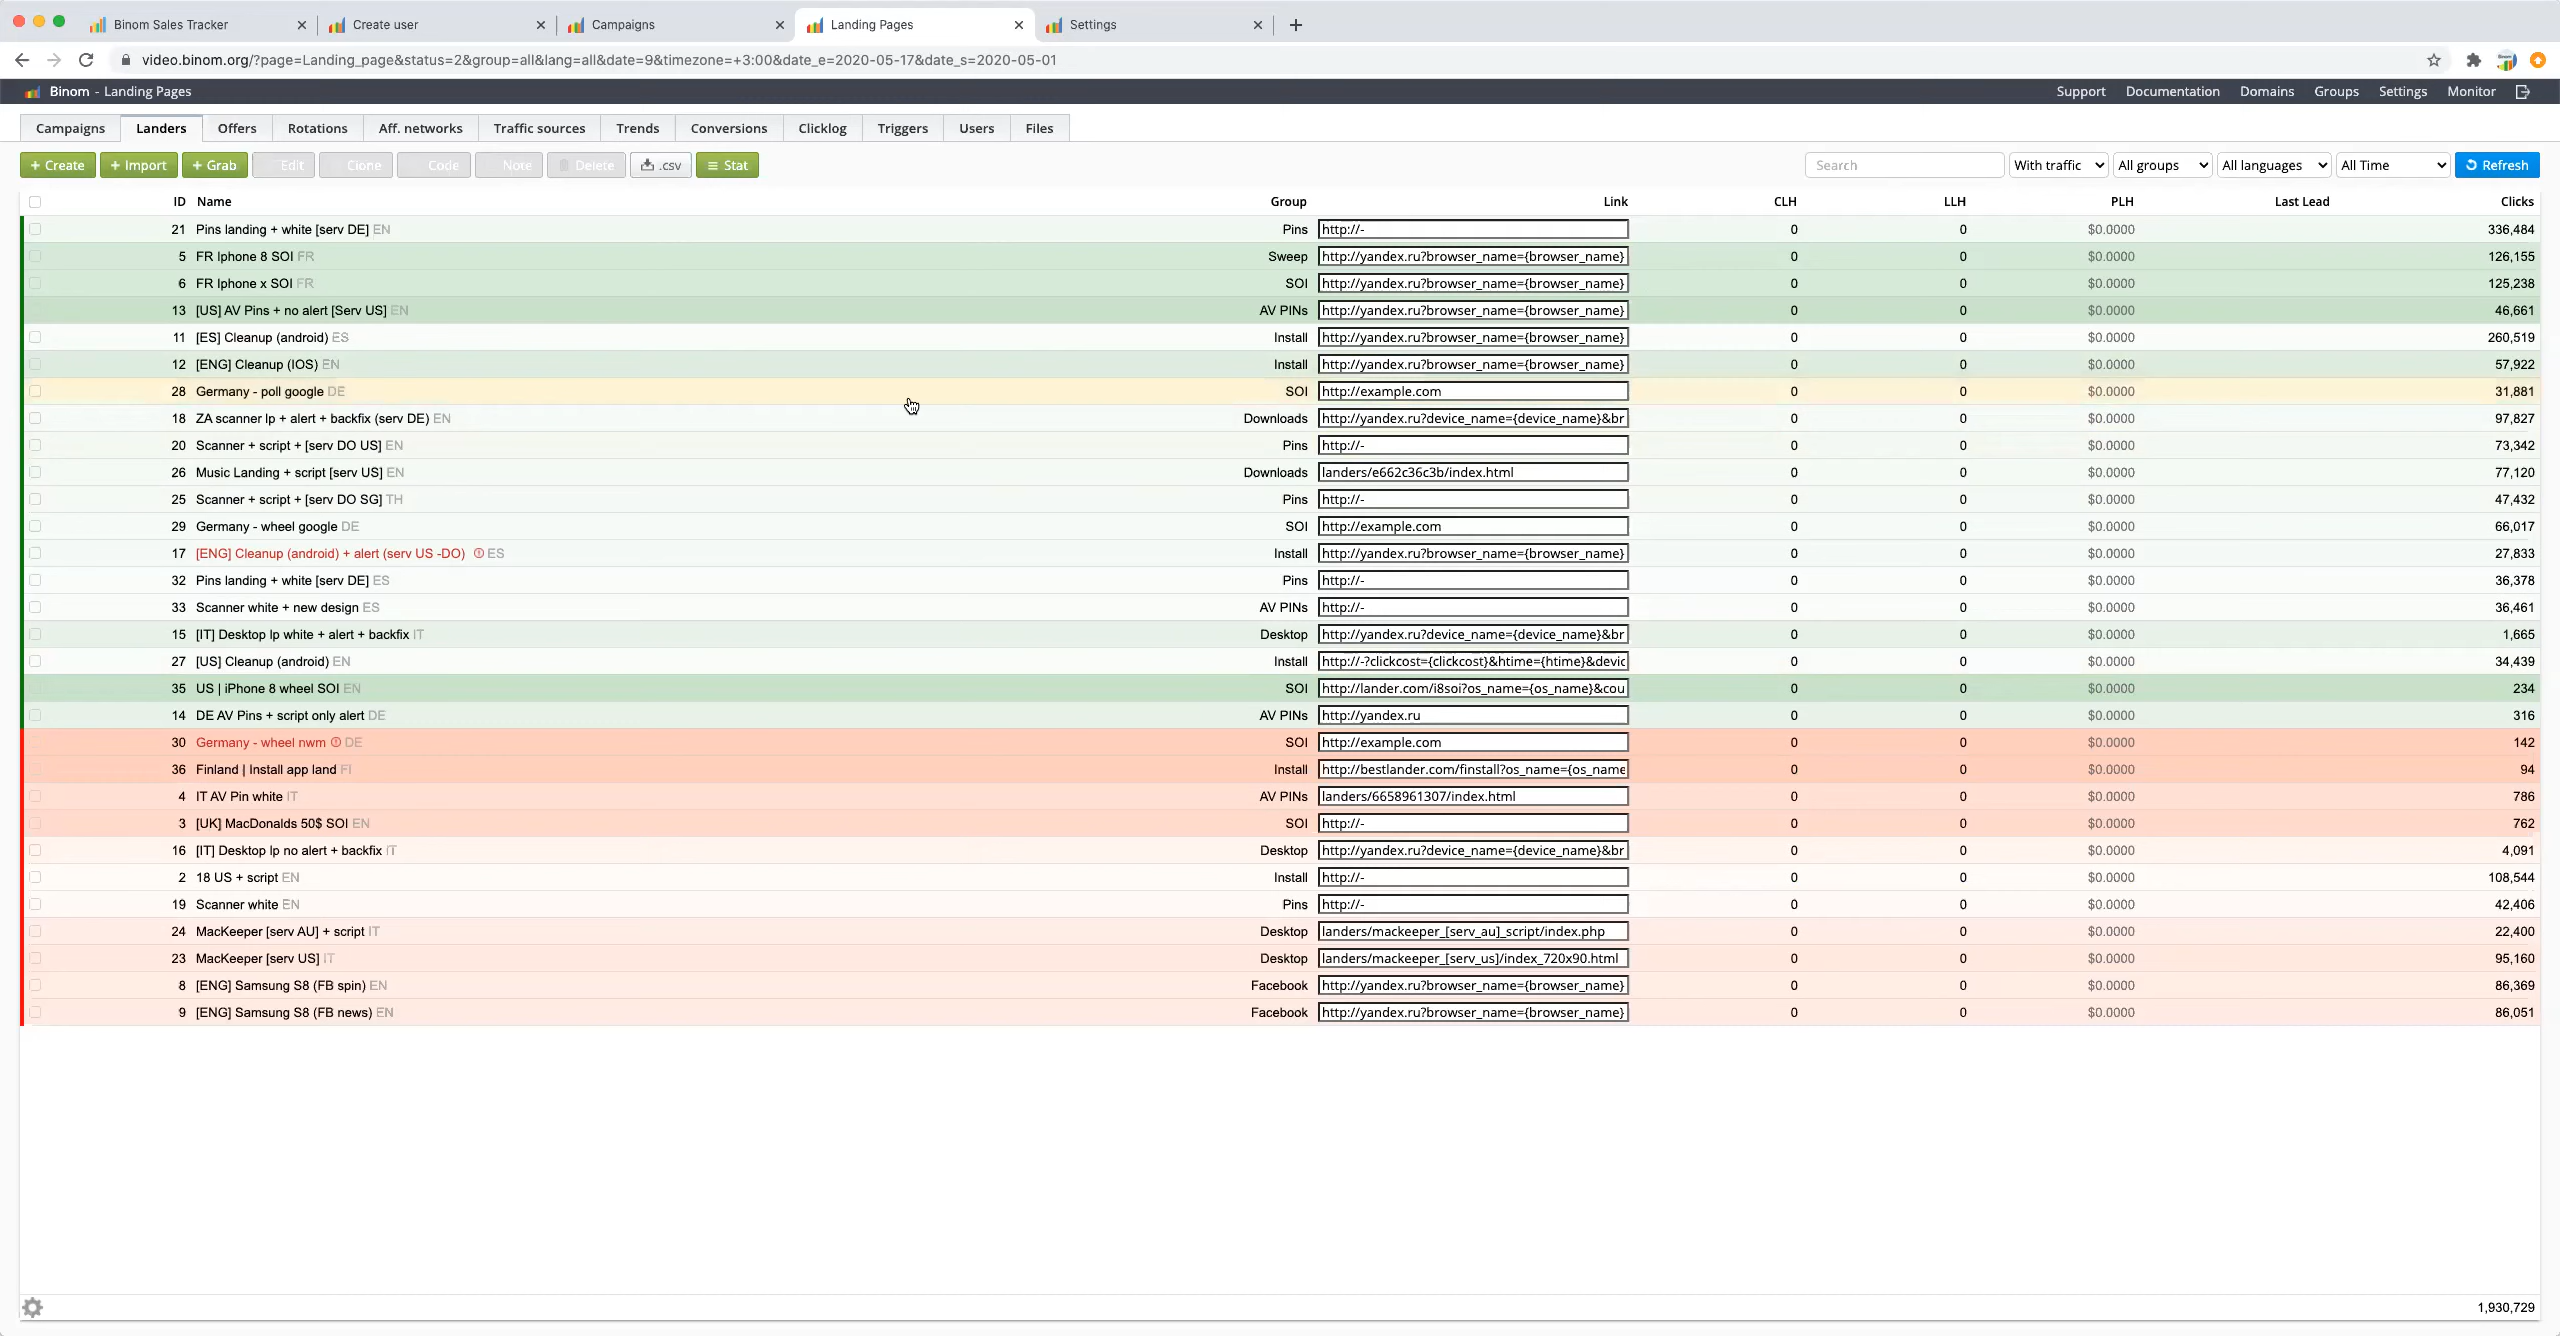 Binom Sales Tracker
Create user
Campaigns
Landing Pages
Settings
video.binom.org/?page=Landing_page&status=2&group=all&lang=all&date=9&timezone=+3:00&date_e=2020-05-17&date_s=2020-05-01
Binom - Landing Pages
Support Documentation Domains Groups Settings Monitor
Campaigns Landers Offers Rotations Aff. networks Traffic sources Trends Conversions Clicklog Triggers Users Files
+ Create + Import + Grab Edit Clone Code Note Delete .csv Stat Search With traffic All groups All languages All Time Refresh
ID Name Group Link CLH LLH PLH Last Lead Clicks
21 Pins landing + white [serv DE] EN Pins http://- 0 0 $0.0000 336,484
5 FR Iphone 8 SOI FR Sweep http://yandex.ru?browser_name={browser_name} 0 0 $0.0000 126,155
6 FR Iphone x SOI FR SOI http://yandex.ru?browser_name={browser_name} 0 0 $0.0000 125,238
13 [US] AV Pins + no alert [Serv US] EN AV PINs http://yandex.ru?browser_name={browser_name} 0 0 $0.0000 46,661
11 [ES] Cleanup (android) ES Install http://yandex.ru?browser_name={browser_name} 0 0 $0.0000 260,519
12 [ENG] Cleanup (IOS) EN Install http://yandex.ru?browser_name={browser_name} 0 0 $0.0000 57,922
28 Germany - poll google DE SOI http://example.com 0 0 $0.0000 31,881
18 ZA scanner lp + alert + backfix (serv DE) EN Downloads http://yandex.ru?device_name={device_name}&br 0 0 $0.0000 97,827
20 Scanner + script + [serv DO US] EN Pins http://- 0 0 $0.0000 73,342
26 Music Landing + script [serv US] EN Downloads landers/e662c36c3b/index.html 0 0 $0.0000 77,120
25 Scanner + script + [serv DO SG] TH Pins http://- 0 0 $0.0000 47,432
29 Germany - wheel google DE SOI http://example.com 0 0 $0.0000 66,017
17 [ENG] Cleanup (android) + alert (serv US -DO) ES Install http://yandex.ru?browser_name={browser_name} 0 0 $0.0000 27,833
32 Pins landing + white [serv DE] ES Pins http://- 0 0 $0.0000 36,378
33 Scanner white + new design ES AV PINs http://- 0 0 $0.0000 36,461
15 [IT] Desktop lp white + alert + backfix IT Desktop http://yandex.ru?device_name={device_name}&br 0 0 $0.0000 1,665
27 [US] Cleanup (android) EN Install http://-?clickcost={clickcost}&htime={htime}&devic 0 0 $0.0000 34,439
35 US | iPhone 8 wheel SOI EN SOI http://lander.com/i8soi?os_name={os_name}&cou 0 0 $0.0000 234
14 DE AV Pins + script only alert DE AV PINs http://yandex.ru 0 0 $0.0000 316
30 Germany - wheel nwm DE SOI http://example.com 0 0 $0.0000 142
36 Finland | Install app land FI Install http://bestlander.com/finstall?os_name={os_name 0 0 $0.0000 94
4 IT AV Pin white IT AV PINs landers/6658961307/index.html 0 0 $0.0000 786
3 [UK] MacDonalds 50$ SOI EN SOI http://- 0 0 $0.0000 762
16 [IT] Desktop lp no alert + backfix IT Desktop http://yandex.ru?device_name={device_name}&br 0 0 $0.0000 4,091
2 18 US + script EN Install http://- 0 0 $0.0000 108,544
19 Scanner white EN Pins http://- 0 0 $0.0000 42,406
24 MacKeeper [serv AU] + script IT Desktop landers/mackeeper_[serv_au]_script/index.php 0 0 $0.0000 22,400
23 MacKeeper [serv US] IT Desktop landers/mackeeper_[serv_us]/index_720x90.html 0 0 $0.0000 95,160
8 [ENG] Samsung S8 (FB spin) EN Facebook http://yandex.ru?browser_name={browser_name} 0 0 $0.0000 86,369
9 [ENG] Samsung S8 (FB news) EN Facebook http://yandex.ru?browser_name={browser_name} 0 0 $0.0000 86,051
1,930,729